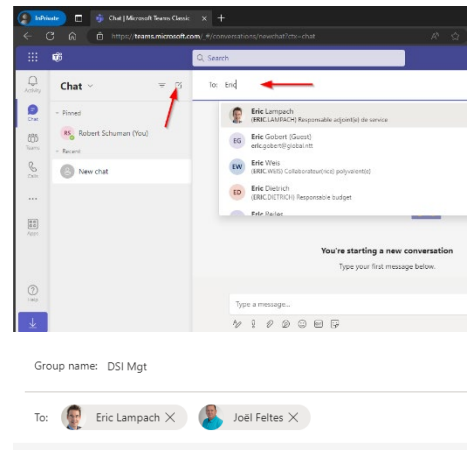 InPrivate
Chat | Microsoft Teams Classic
https://teams.microsoft.com/_#/conversations/newchat?ctx=chat
Search
Activity
Chat
Teams
Calls
Apps
Help
Chat
Pinned
RS Robert Schuman (You)
Recent
New chat
To: Eric
Eric Lampach
(ERIC.LAMPACH) Responsable adjoint(e) de service
EG Eric Gobert (Guest)
eric.gobert@global.ntt
EW Eric Weis
(ERIC.WEIS) Collaborateur(rice) polyvalent(e)
ED Eric Dietrich
(ERIC.DIETRICH) Responsable budget
You're starting a new conversation
Type your first message below.
Type a message...
Group name: DSI Mgt
To: Eric Lampach Joël Feltes